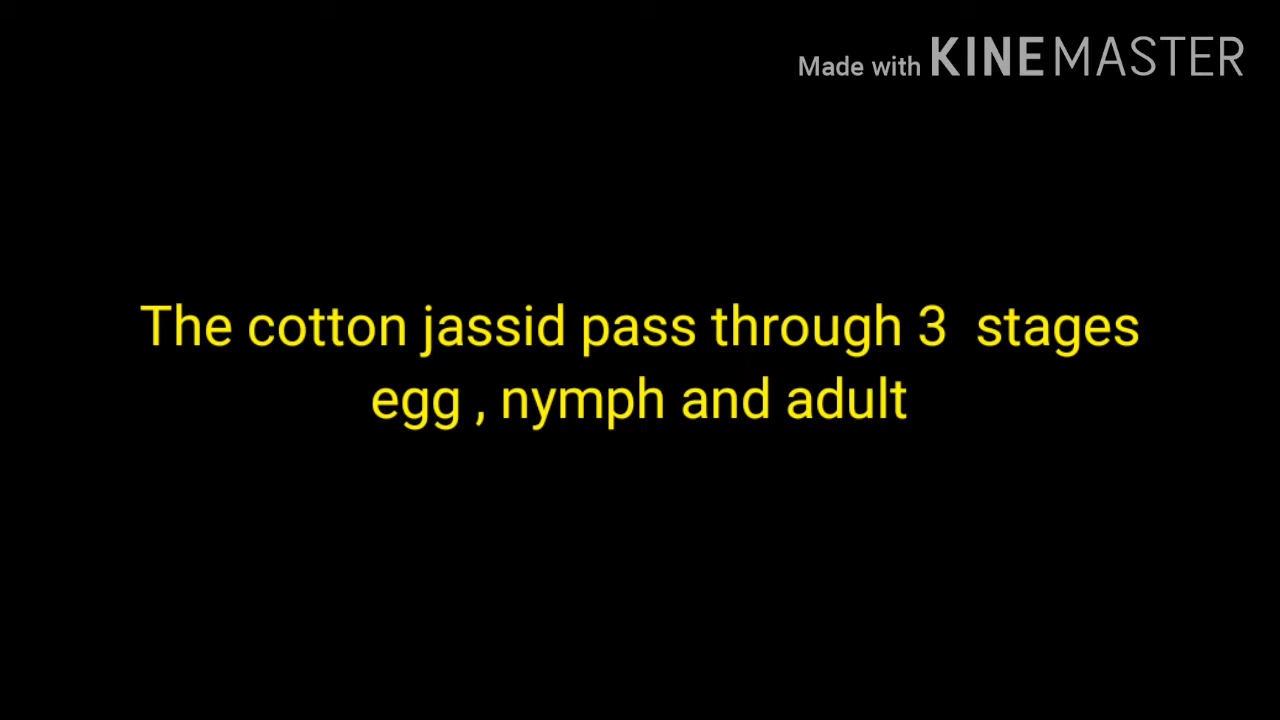 Made with KINEMASTER
The cotton jassid pass through 3  stages
egg , nymph and adult